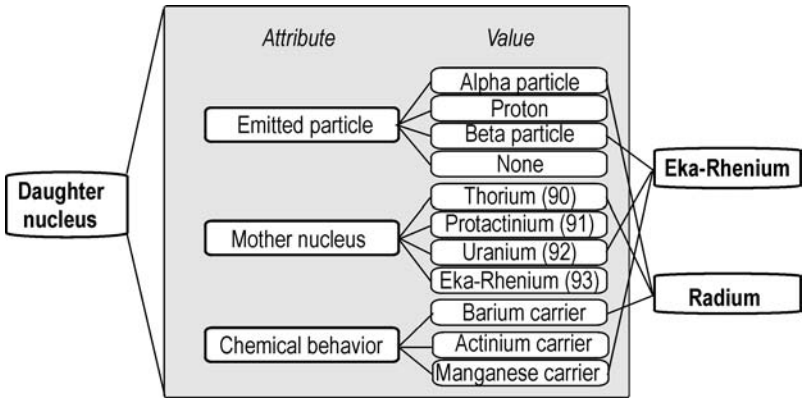 Attribute
Value
Daughter
nucleus
Emitted particle
Alpha particle
Proton
Beta particle
None
Mother nucleus
Thorium (90)
Protactinium (91)
Uranium (92)
Eka-Rhenium (93)
Chemical behavior
Barium carrier
Actinium carrier
Manganese carrier
Eka-Rhenium
Radium